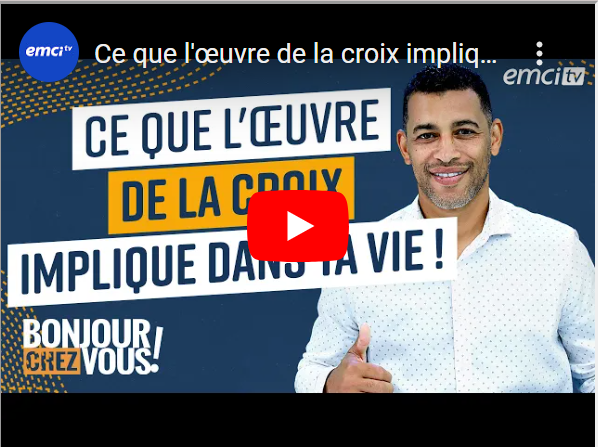 emci tv
Ce que l'œuvre de la croix impliq...
emci tv
CE QUE L'ŒUVRE
DE LA CROIX
IMPLIQUE DANS TA VIE !
BONJOUR
CHEZ VOUS!